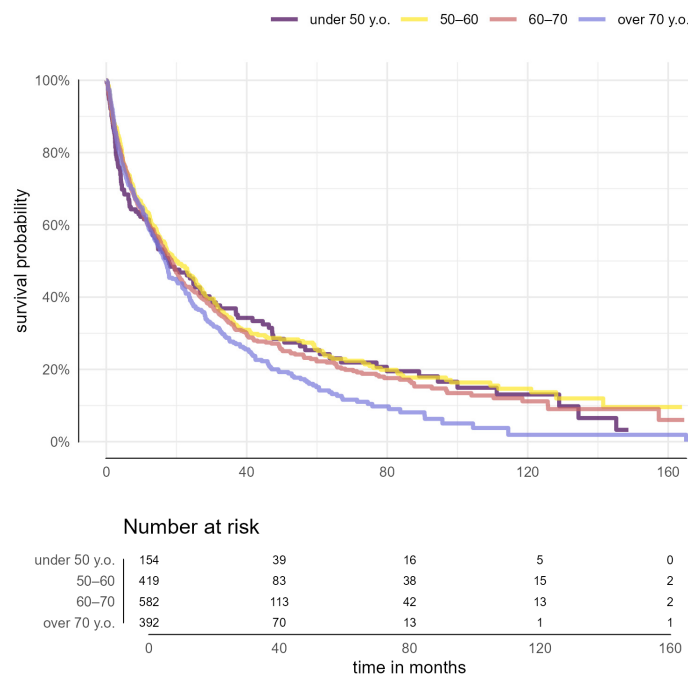 under 50 y.o. 50–60 60–70 over 70 y.o.
100%
80%
60%
40%
20%
0%
survival probability
0 40 80 120 160
Number at risk
under 50 y.o. 154 39 16 5 0
50–60 419 83 38 15 2
60–70 582 113 42 13 2
over 70 y.o. 392 70 13 1 1
0 40 80 120 160
time in months